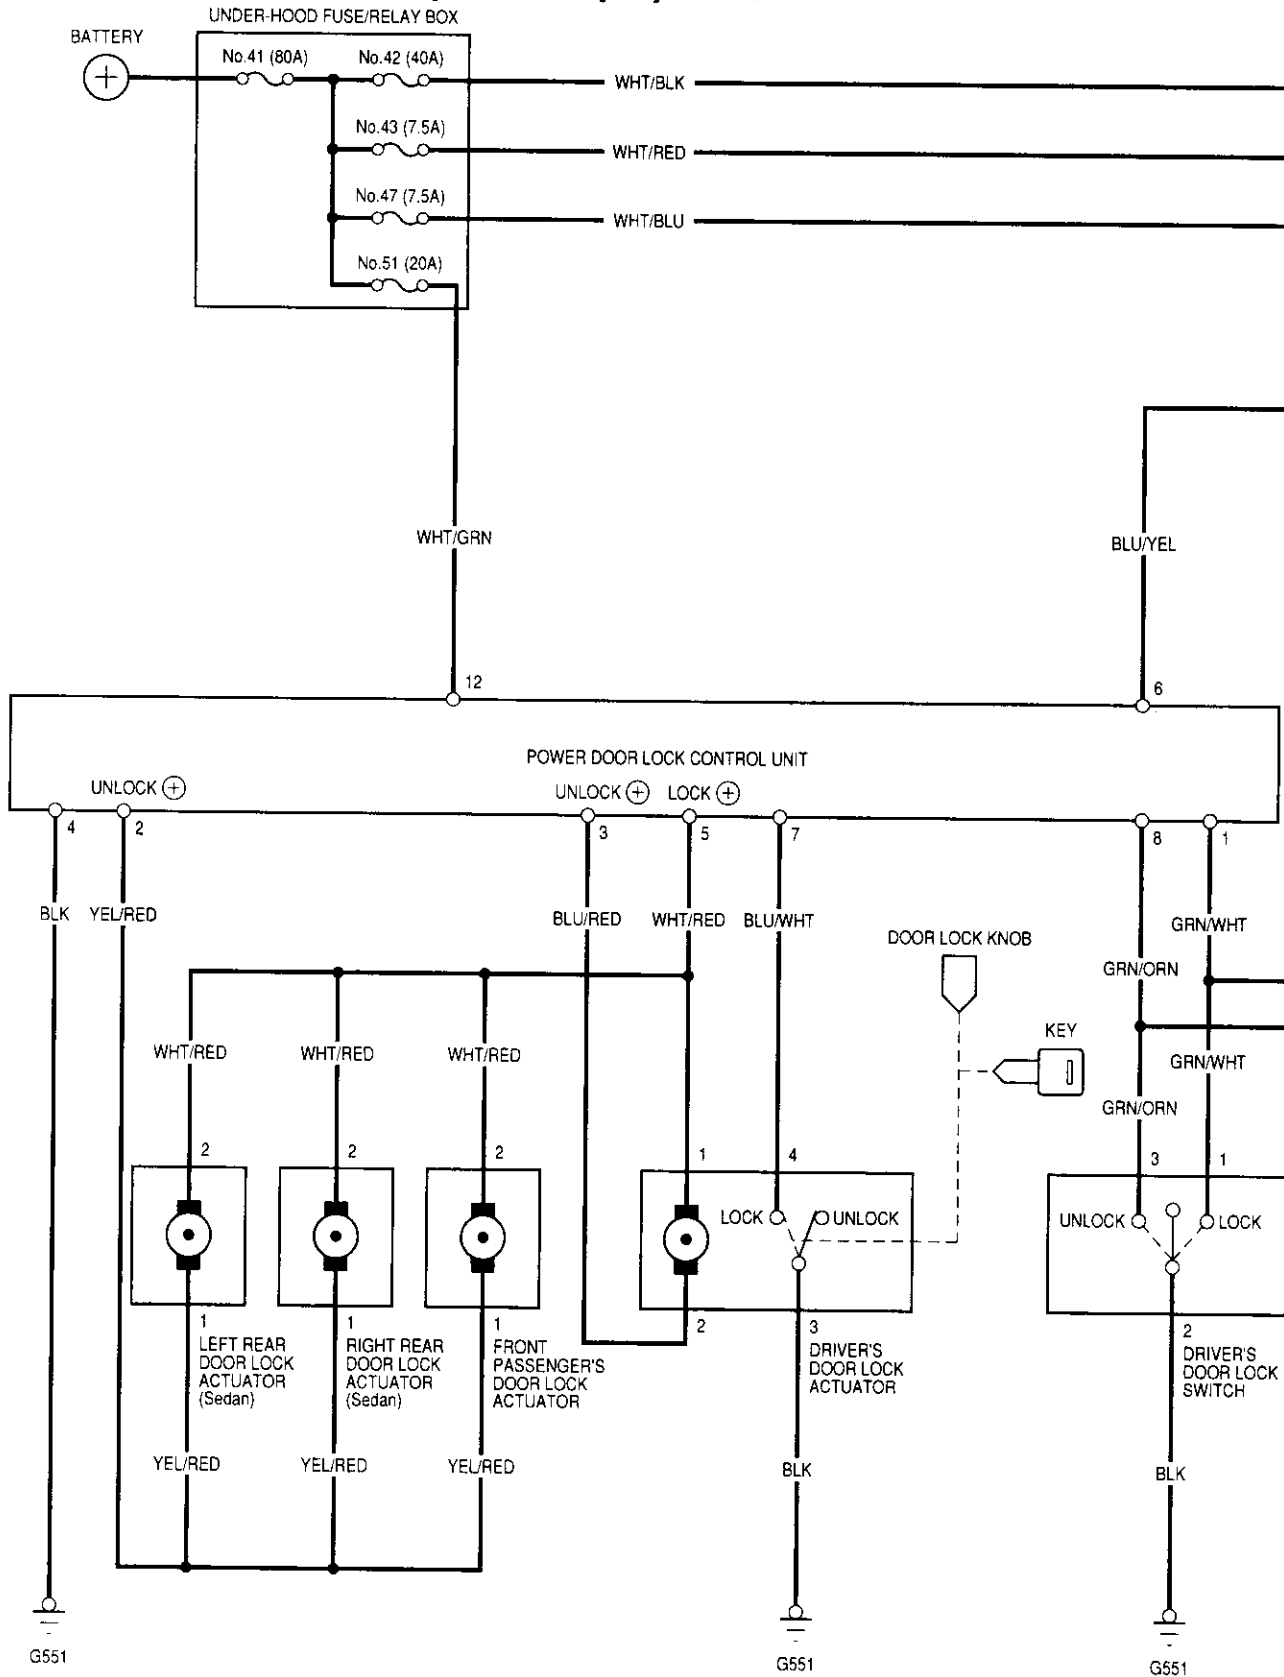 UNDER-HOOD FUSE/RELAY BOX
BATTERY
No.41 (80A)
No.42 (40A)
WHT/BLK
No.43 (7.5A)
WHT/RED
No.47 (7.5A)
WHT/BLU
No.51 (20A)
WHT/GRN
BLU/YEL
12
6
POWER DOOR LOCK CONTROL UNIT
UNLOCK +
UNLOCK +
LOCK +
4
2
3
5
7
8
1
BLK
YEL/RED
BLU/RED
WHT/RED
BLU/WHT
GRN/WHT
DOOR LOCK KNOB
GRN/ORN
KEY
WHT/RED
WHT/RED
WHT/RED
GRN/WHT
GRN/ORN
2
2
2
1
4
3
1
LOCK
UNLOCK
UNLOCK
LOCK
1
1
1
2
3
2
LEFT REAR
DOOR LOCK
ACTUATOR
(Sedan)
RIGHT REAR
DOOR LOCK
ACTUATOR
(Sedan)
FRONT
PASSENGER'S
DOOR LOCK
ACTUATOR
DRIVER'S
DOOR LOCK
ACTUATOR
DRIVER'S
DOOR LOCK
SWITCH
YEL/RED
YEL/RED
YEL/RED
BLK
BLK
G551
G551
G551